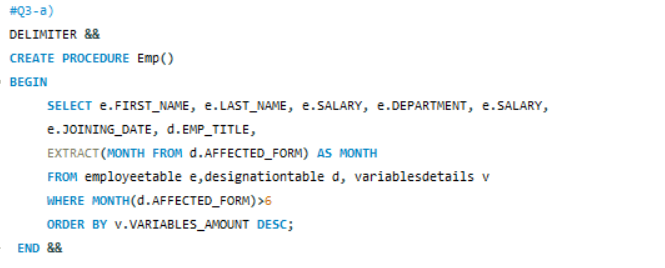 #Q3-a)
DELIMITER &&
CREATE PROCEDURE Emp()
BEGIN
SELECT e.FIRST_NAME, e.LAST_NAME, e.SALARY, e.DEPARTMENT, e.SALARY,
e.JOINING_DATE, d.EMP_TITLE,
EXTRACT(MONTH FROM d.AFFECTED_FORM) AS MONTH
FROM employeetable e,designationtable d, variablesdetails v
WHERE MONTH(d.AFFECTED_FORM)>6
ORDER BY v.VARIABLES_AMOUNT DESC;
END &&